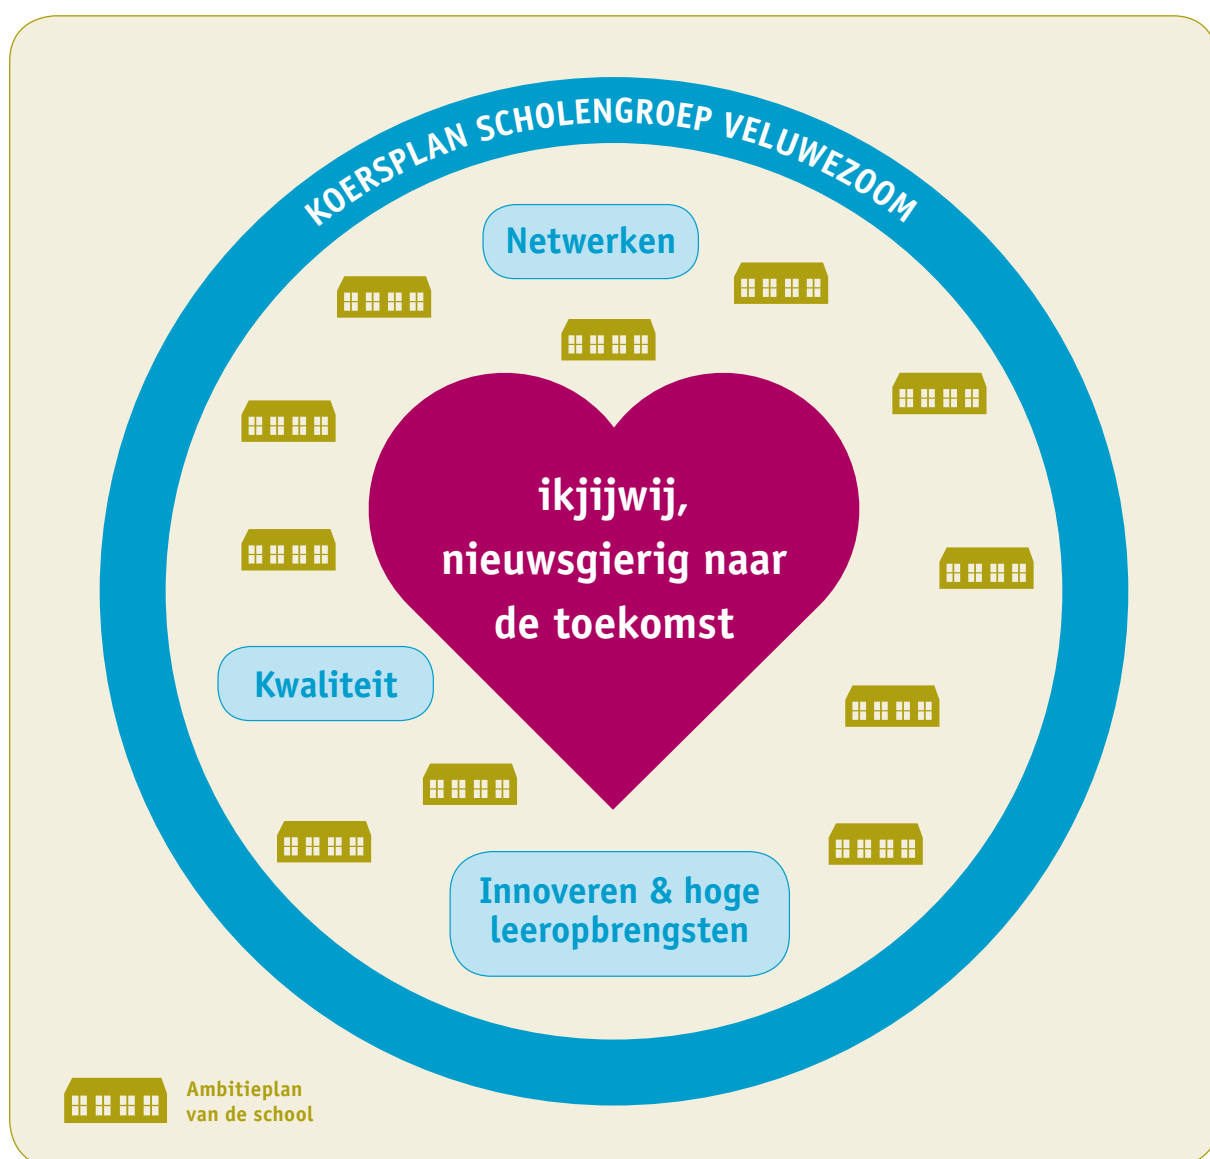 KOERSPLAN SCHOLENGROEP VELUWEZOOM
Netwerken
ikjijwij,
nieuwsgierig naar
de toekomst
Kwaliteit
Innoveren & hoge
leeropbrengsten
Ambitieplan
van de school